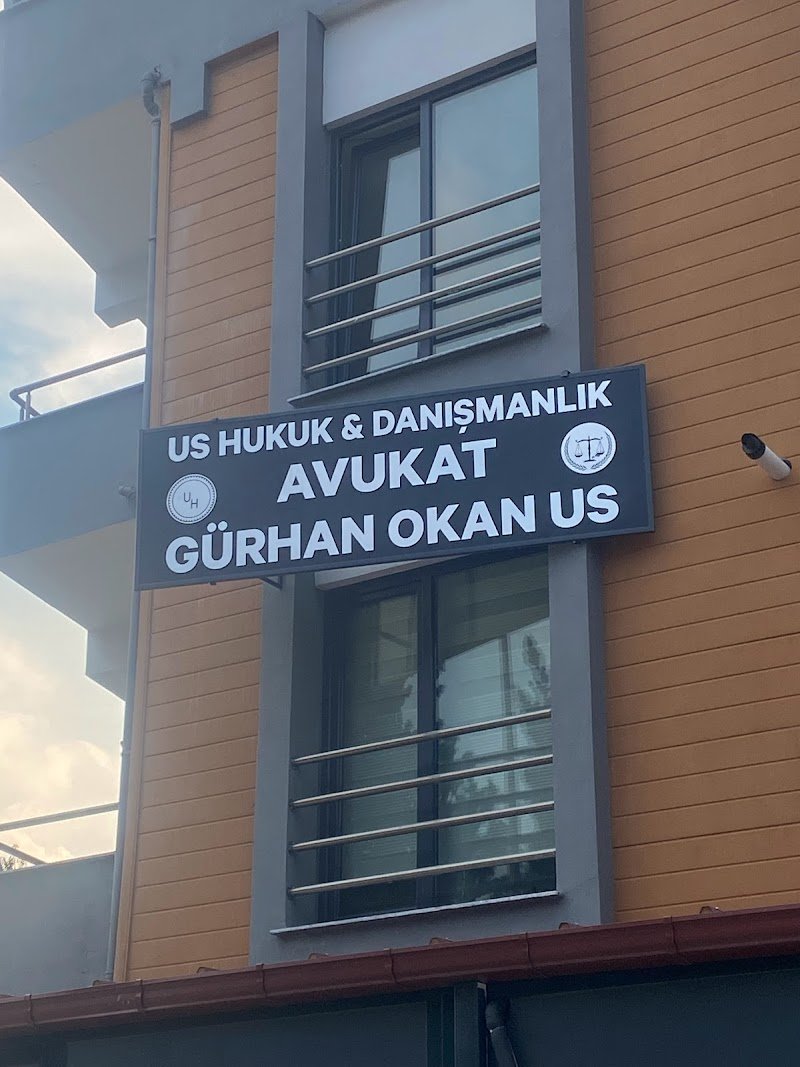 US HUKUK & DANIŞMANLIK
AVUKAT
UH
GÜRHAN OKAN US